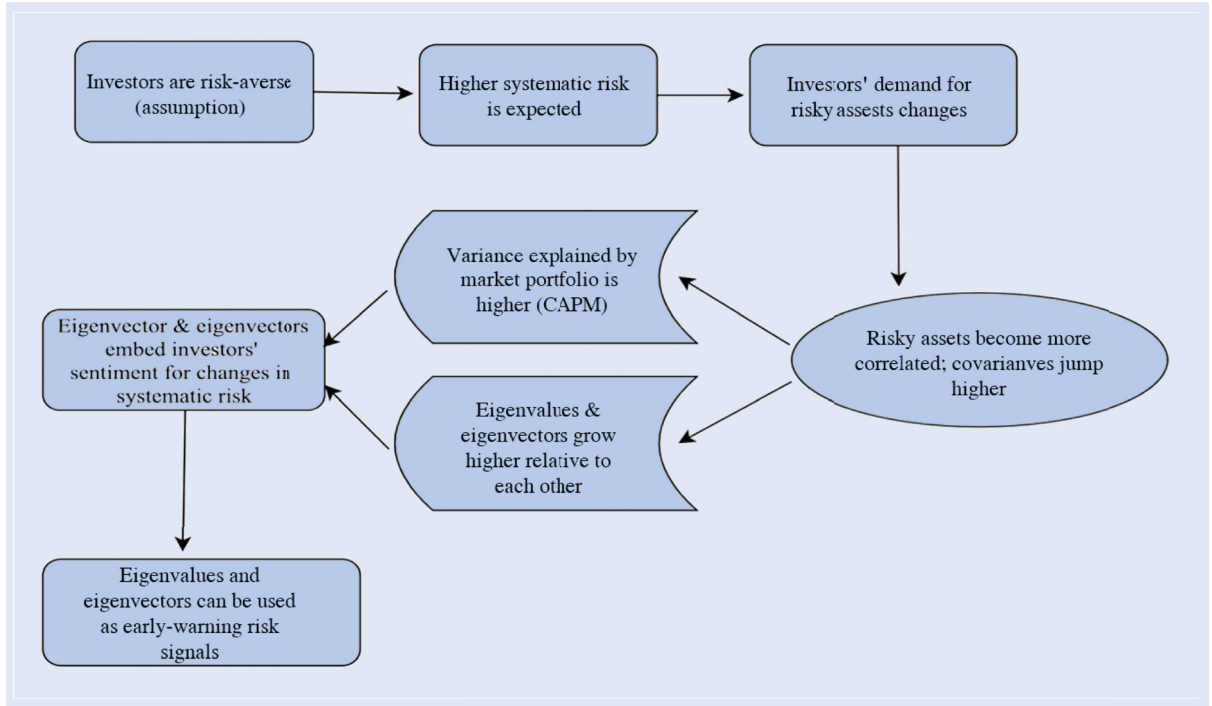 Investors are risk-averse
(assumption)
Higher systematic risk
is expected
Investors' demand for
risky assests changes
Variance explained by
market portfolio is
higher (CAPM)
Risky assets become more
correlated; covarianves jump
higher
Eigenvector & eigenvectors
embed investors'
sentiment for changes in
systematic risk
Eigenvalues &
eigenvectors grow
higher relative to
each other
Eigenvalues and
eigenvectors can be used
as early-warning risk
signals